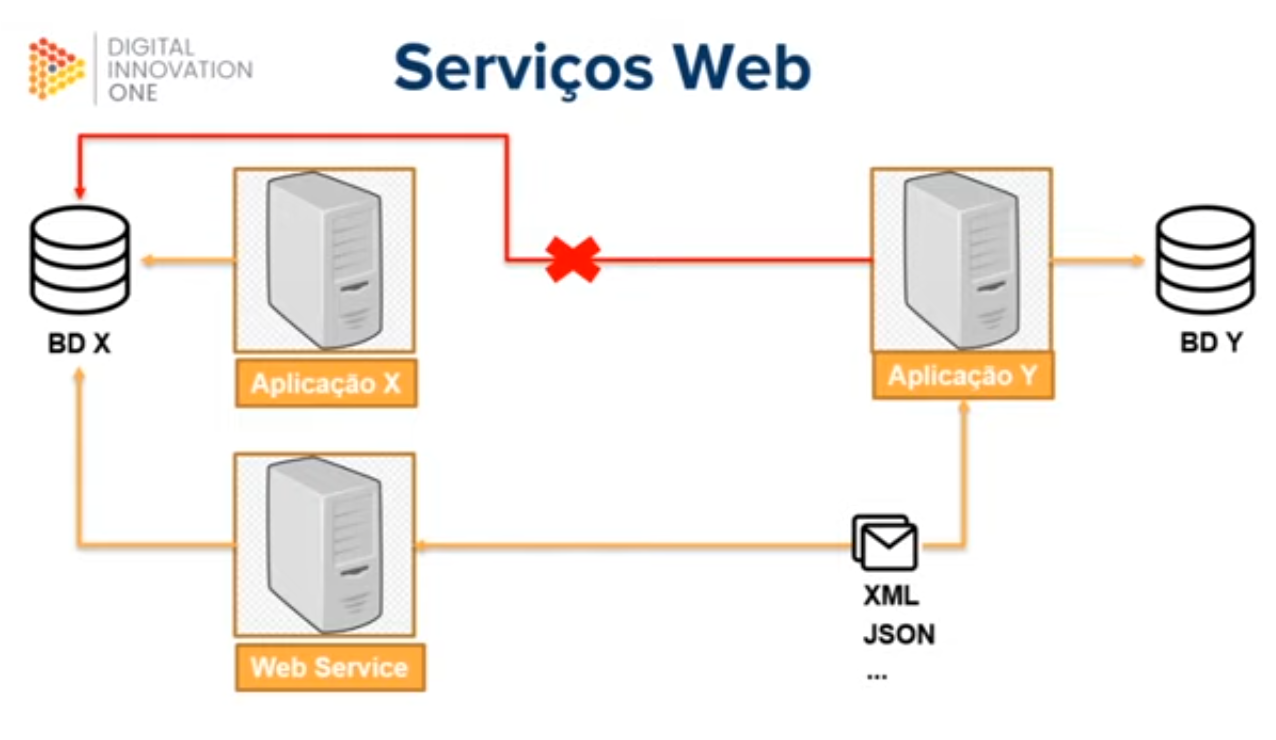 DIGITAL
INNOVATION
ONE
Serviços Web
BD X
Aplicação X
Aplicação Y
BD Y
Web Service
XML
JSON
...